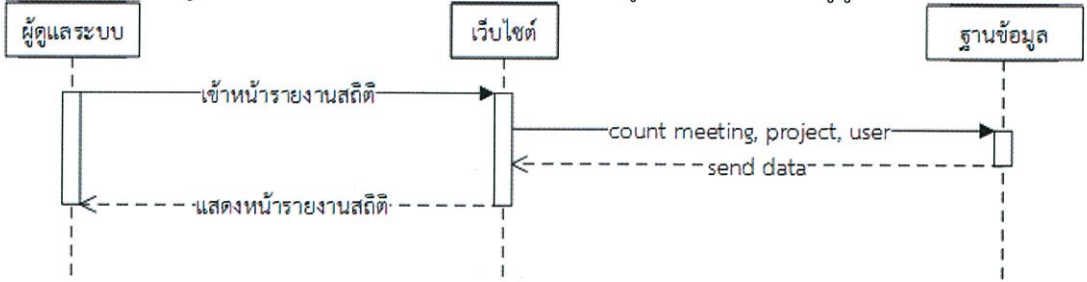 ผู้ดูแลระบบ
เว็บไซต์
ฐานข้อมูล
เข้าหน้ารายงานสถิติ
count meeting, project, user
send data
แสดงหน้ารายงานสถิติ